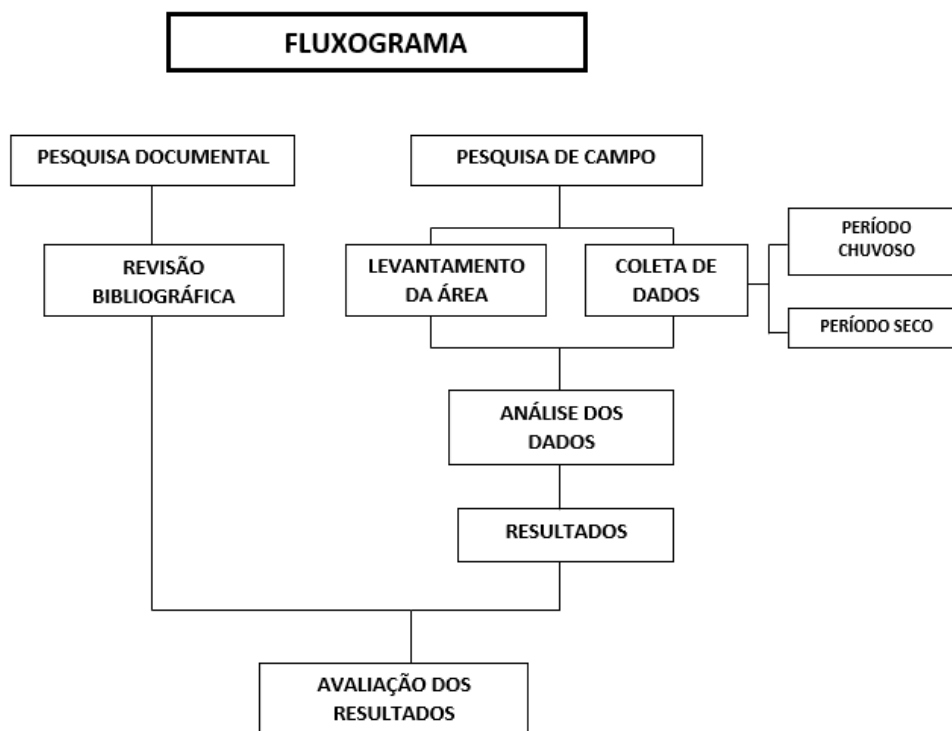 FLUXOGRAMA
PESQUISA DOCUMENTAL
PESQUISA DE CAMPO
PERÍODO
CHUVOSO
REVISÃO
BIBLIOGRÁFICA
LEVANTAMENTO
DA ÁREA
COLETA DE
DADOS
PERÍODO SECO
ANÁLISE DOS
DADOS
RESULTADOS
AVALIAÇÃO DOS
RESULTADOS